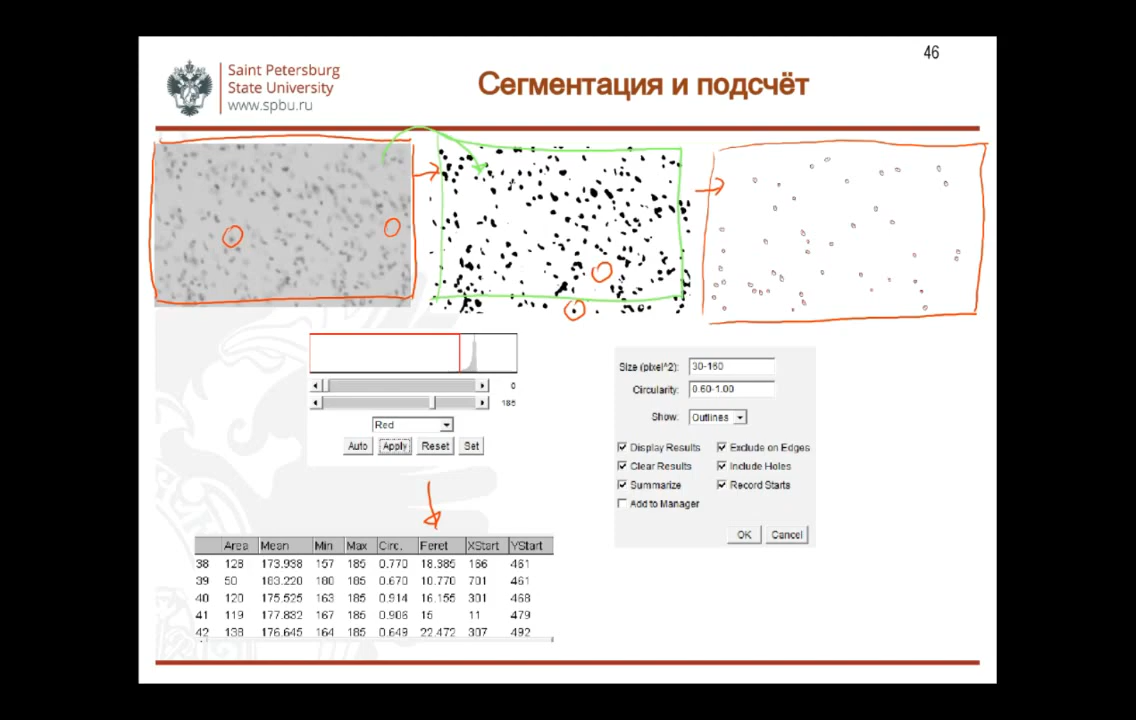 46
Saint Petersburg
State University
www.spbu.ru
Сегментация и подсчёт
0
185
Red
Auto Apply Reset Set
Size (pixel^2): 30-160
Circularity: 0.60-1.00
Show: Outlines
Display Results Exclude on Edges
Clear Results Include Holes
Summarize Record Starts
Add to Manager
OK Cancel
Area Mean Min Max Circ. Feret XStart YStart
38 128 173.938 157 185 0.770 18.385 166 461
39 50 183.220 180 185 0.670 10.770 701 461
40 120 175.525 163 185 0.914 16.155 301 468
41 119 177.832 167 185 0.906 15 11 479
42 138 176.645 164 185 0.649 22.472 307 492